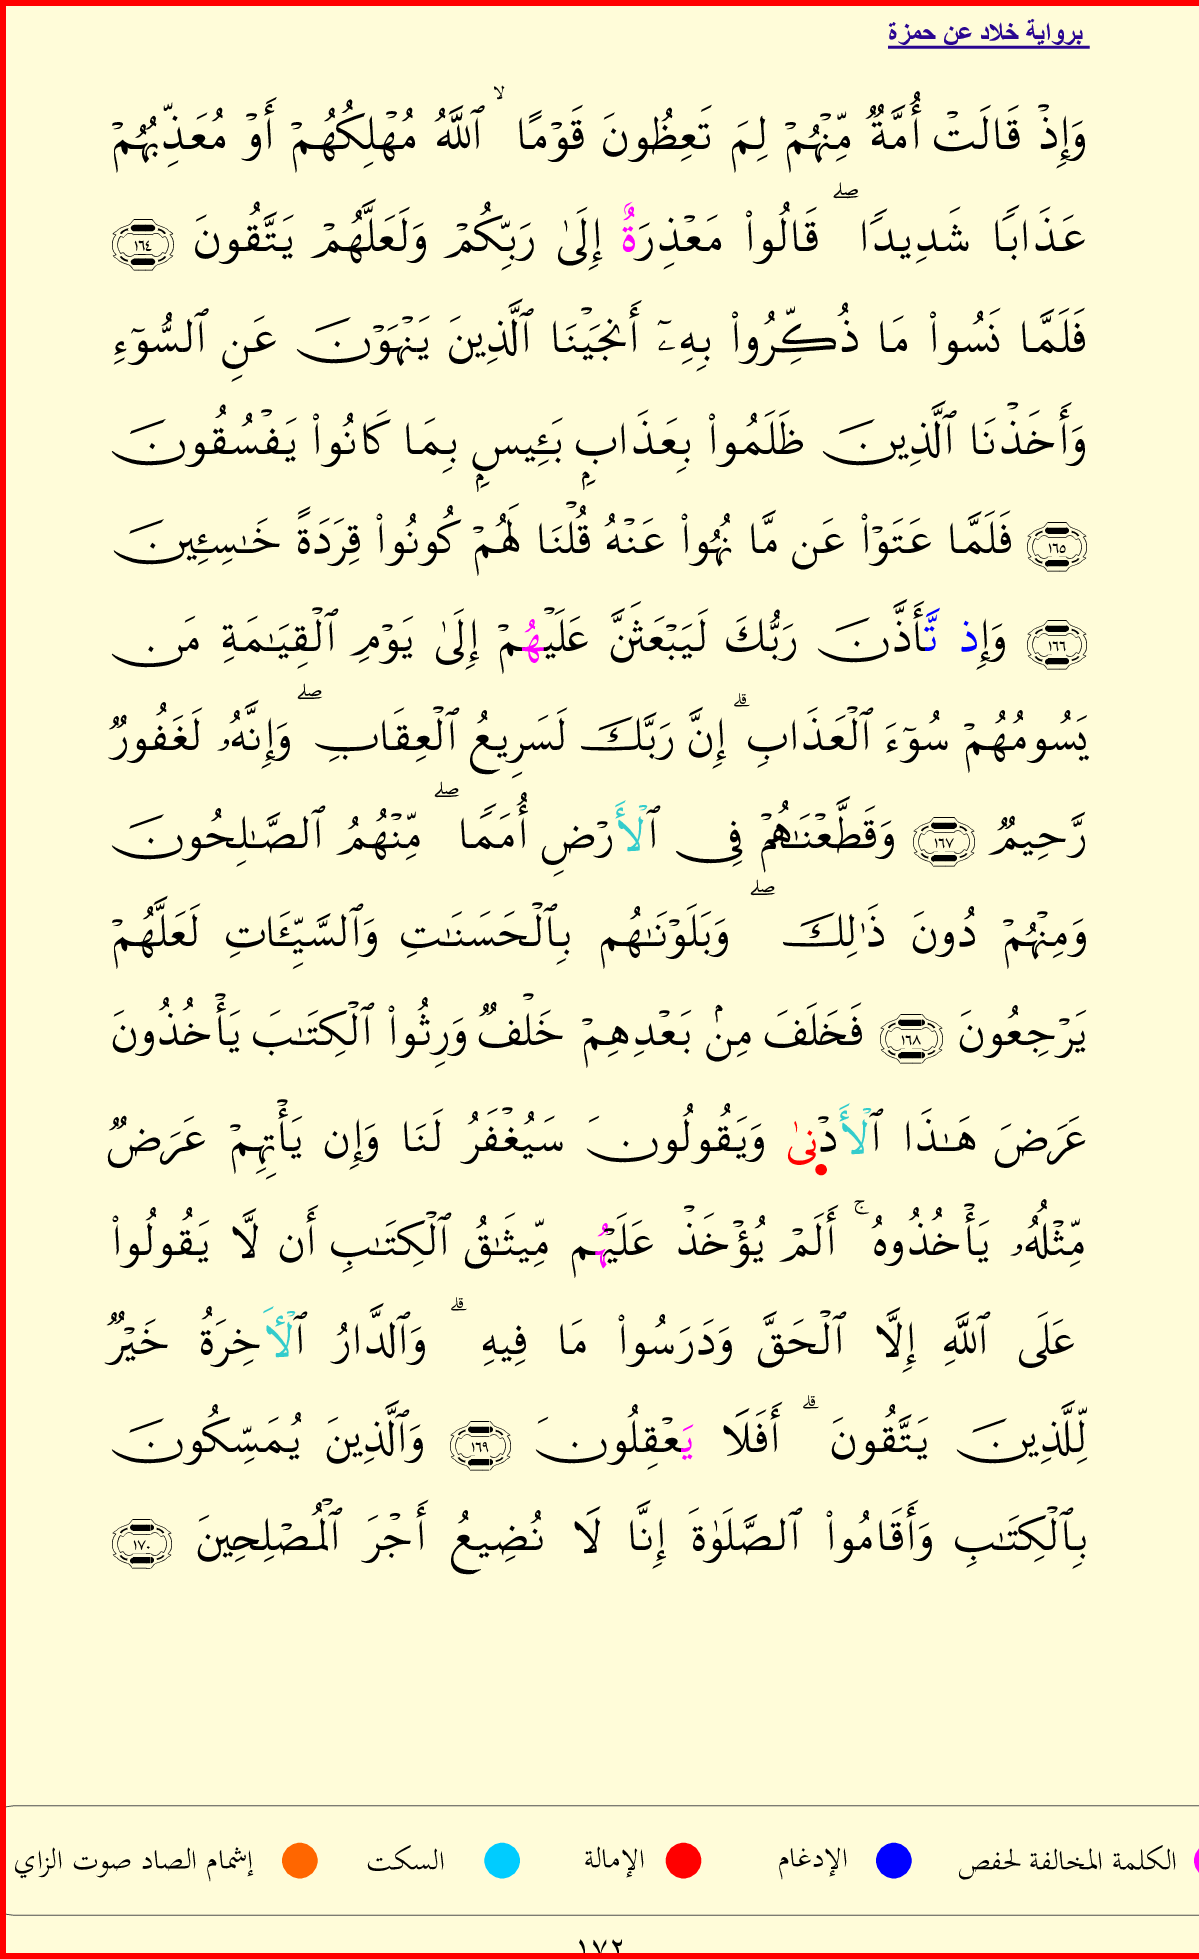 برواية خلاد عن حمزة
وَإِذْ قَالَتْ أُمَّةٌ مِّنْهُمْ لِمَ تَعِظُونَ قَوْمًا ۙ ٱللَّهُ مُهْلِكُهُمْ أَوْ مُعَذِّبُهُمْ
عَذَابًا شَدِيدًا ۖ قَالُوا۟ مَعْذِرَةٌ إِلَىٰ رَبِّكُمْ وَلَعَلَّهُمْ يَتَّقُونَ ١٦٤
فَلَمَّا نَسُوا۟ مَا ذُكِّرُوا۟ بِهِۦٓ أَنجَيْنَا ٱلَّذِينَ يَنْهَوْنَ عَنِ ٱلسُّوٓءِ
وَأَخَذْنَا ٱلَّذِينَ ظَلَمُوا۟ بِعَذَابٍۭ بَـِٔيسٍۭ بِمَا كَانُوا۟ يَفْسُقُونَ
١٦٥ فَلَمَّا عَتَوْا۟ عَن مَّا نُهُوا۟ عَنْهُ قُلْنَا لَهُمْ كُونُوا۟ قِرَدَةً خَـٰسِـِٔينَ
١٦٦ وَإِذ تَّأَذَّنَ رَبُّكَ لَيَبْعَثَنَّ عَلَيْهُمْ إِلَىٰ يَوْمِ ٱلْقِيَـٰمَةِ مَن
يَسُومُهُمْ سُوٓءَ ٱلْعَذَابِ ۗ إِنَّ رَبَّكَ لَسَرِيعُ ٱلْعِقَابِ ۖ وَإِنَّهُۥ لَغَفُورٌ
رَّحِيمٌ ١٦٧ وَقَطَّعْنَـٰهُمْ فِى ٱلْأَرْضِ أُمَمًا ۖ مِّنْهُمُ ٱلصَّـٰلِحُونَ
وَمِنْهُمْ دُونَ ذَٰلِكَ ۖ وَبَلَوْنَـٰهُم بِٱلْحَسَنَـٰتِ وَٱلسَّيِّـَٔاتِ لَعَلَّهُمْ
يَرْجِعُونَ ١٦٨ فَخَلَفَ مِنۢ بَعْدِهِمْ خَلْفٌ وَرِثُوا۟ ٱلْكِتَـٰبَ يَأْخُذُونَ
عَرَضَ هَـٰذَا ٱلْأَدْنَىٰ وَيَقُولُونَ سَيُغْفَرُ لَنَا وَإِن يَأْتِهِمْ عَرَضٌ
مِّثْلُهُۥ يَأْخُذُوهُ ۚ أَلَمْ يُؤْخَذْ عَلَيْهُم مِّيثَـٰقُ ٱلْكِتَـٰبِ أَن لَّا يَقُولُوا۟
عَلَى ٱللَّهِ إِلَّا ٱلْحَقَّ وَدَرَسُوا۟ مَا فِيهِ ۗ وَٱلدَّارُ ٱلْـَٔاخِرَةُ خَيْرٌ
لِّلَّذِينَ يَتَّقُونَ ۗ أَفَلَا يَعْقِلُونَ ١٦٩ وَٱلَّذِينَ يُمَسِّكُونَ
بِٱلْكِتَـٰبِ وَأَقَامُوا۟ ٱلصَّلَوٰةَ إِنَّا لَا نُضِيعُ أَجْرَ ٱلْمُصْلِحِينَ ١٧٠
الكلمة المخالفة لحفص الإدغام الإمالة السكت إشمام الصاد صوت الزاي
١٧٢